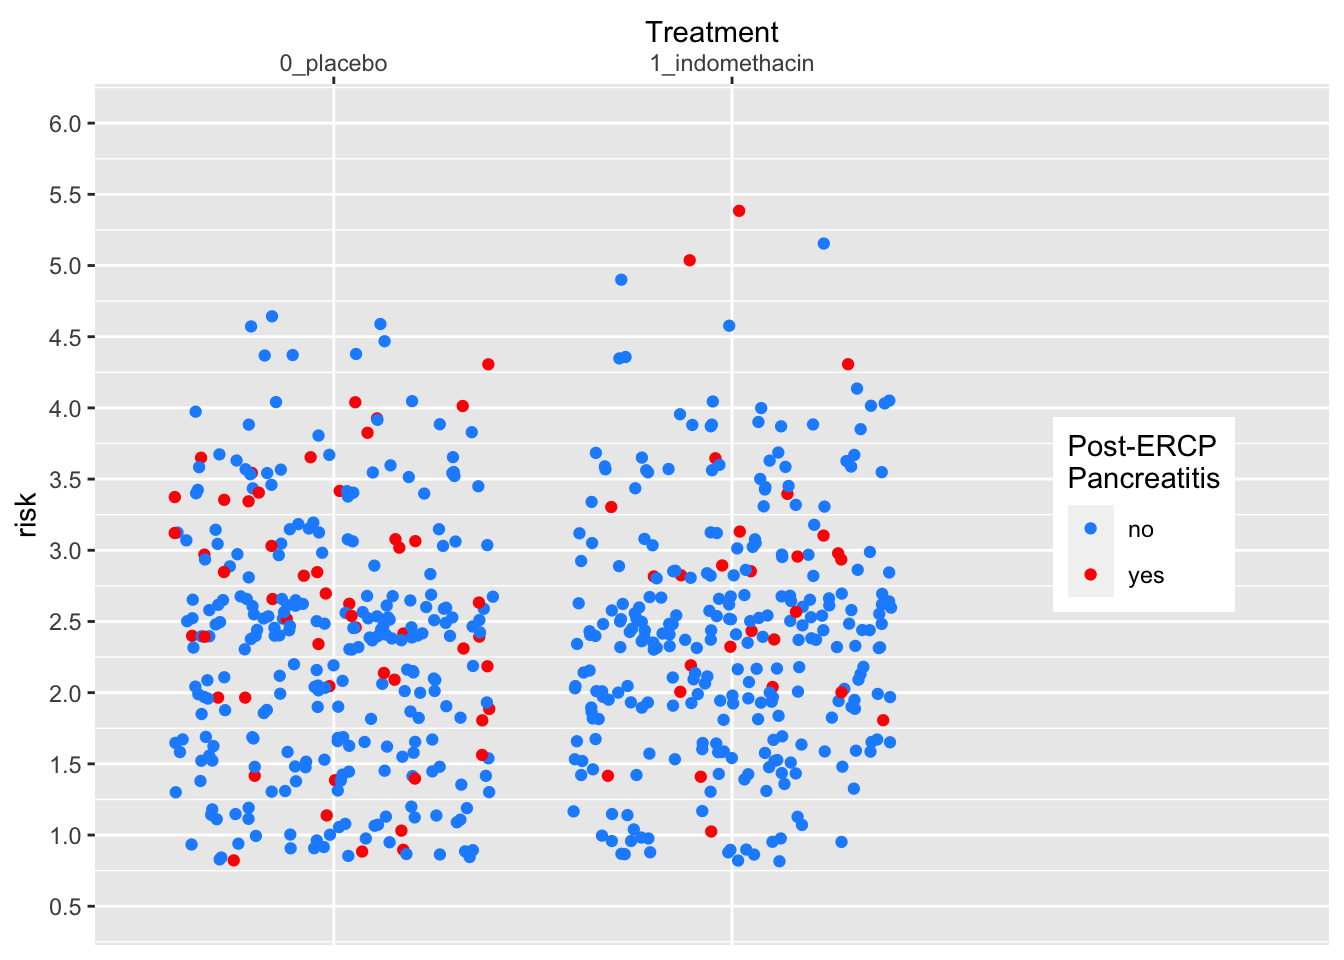 Treatment
0_placebo 1_indomethacin
6.0
5.5
5.0
4.5
4.0
3.5
3.0
2.5
2.0
1.5
1.0
0.5
risk
Post-ERCP
Pancreatitis
no
yes